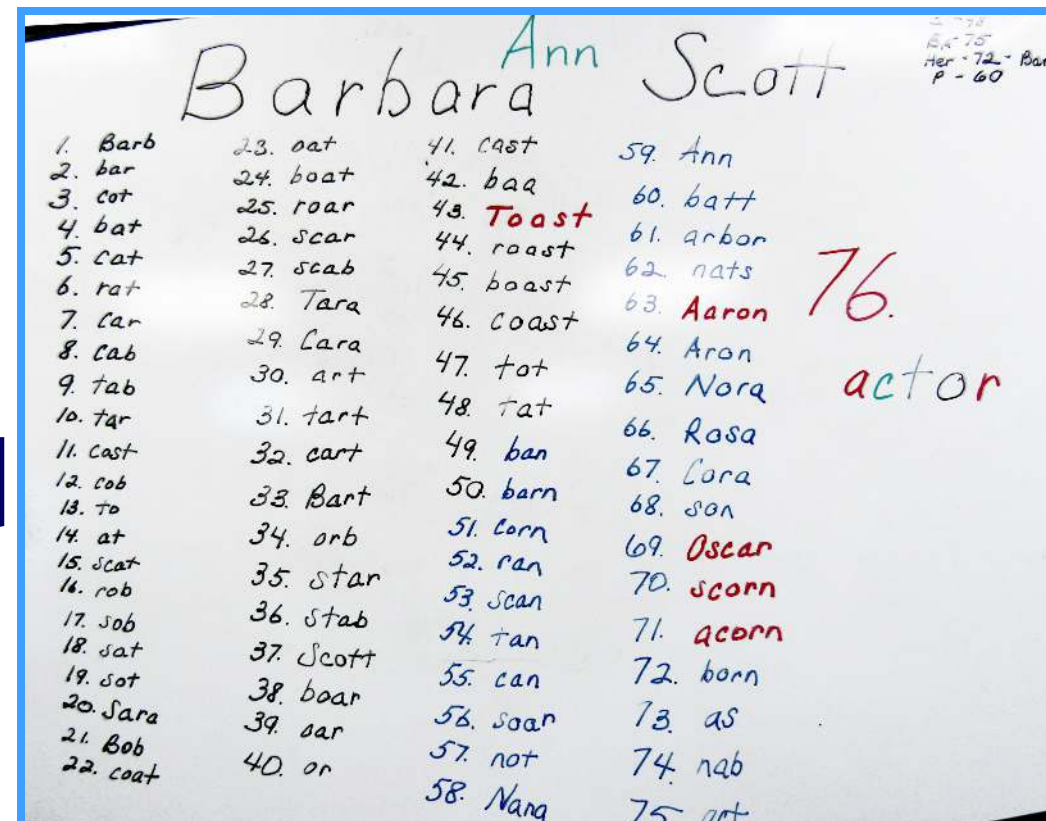 Barbara Ann Scott
BK 75
Her - 72 - Bar
P - 60
1. Barb
2. bar
3. cot
4. bat
5. cat
6. rat
7. Car
8. Cab
9. tab
10. tar
11. cost
12. cob
13. to
14. at
15. scat
16. rob
17. sob
18. sat
19. sot
20. Sara
21. Bob
22. coat
23. oat
24. boat
25. roar
26. scar
27. scab
28. Tara
29. Cara
30. art
31. tart
32. cart
33. Bart
34. orb
35. star
36. stab
37. Scott
38. boar
39. oar
40. or
41. cast
42. baa
43. Toast
44. roast
45. boast
46. coast
47. tot
48. tat
49. ban
50. barn
51. corn
52. ran
53. scan
54. tan
55. can
56. soar
57. not
58. Nana
59. Ann
60. batt
61. arbor
62. nats
63. Aaron
64. Aron
65. Nora
66. Rosa
67. Cora
68. son
69. Oscar
70. scorn
71. acorn
72. born
73. as
74. nab
75
76.
actor